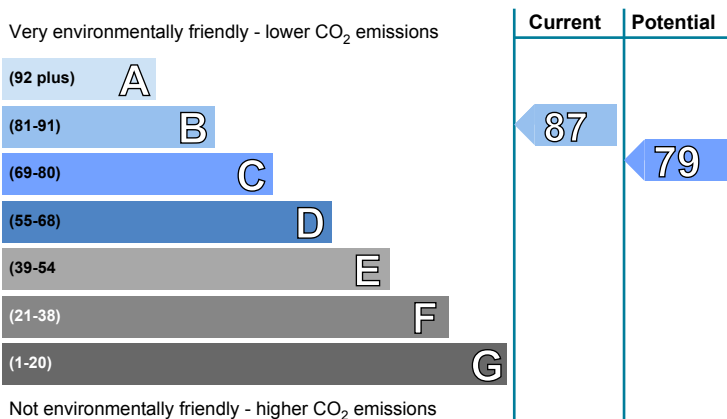 Very environmentally friendly - lower CO₂ emissions
Current
Potential
(92 plus) A
(81-91) B
87
(69-80) C
79
(55-68) D
(39-54 E
(21-38) F
(1-20) G
Not environmentally friendly - higher CO₂ emissions